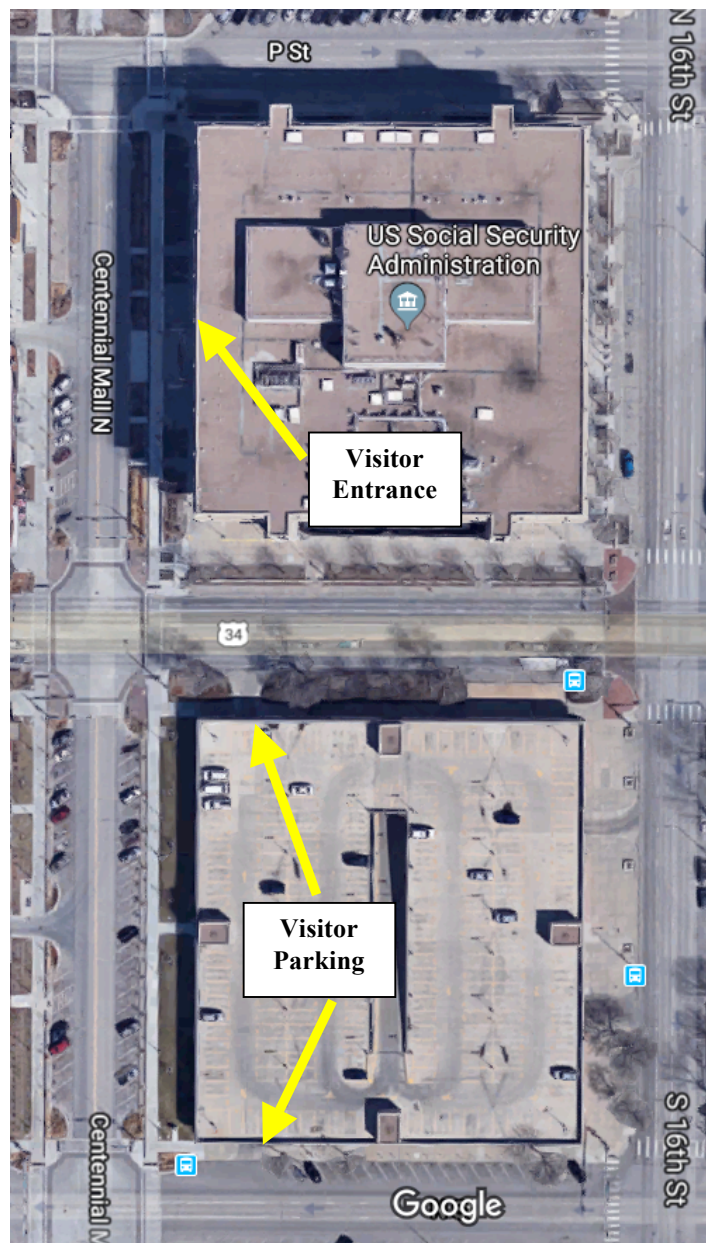 P St
N 16th St
US Social Security
Administration
Centennial Mall N
Visitor
Entrance
34
Visitor
Parking
S 16th St
Centennial M
Google